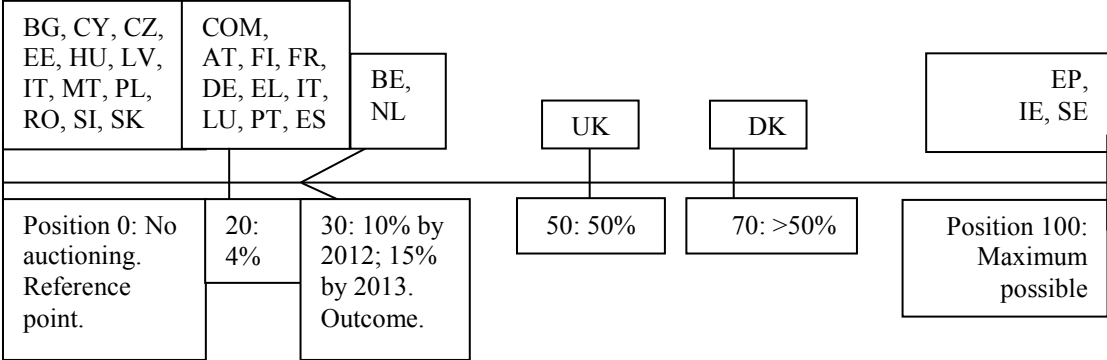 BG, CY, CZ,
EE, HU, LV,
IT, MT, PL,
RO, SI, SK
COM,
AT, FI, FR,
DE, EL, IT,
LU, PT, ES
BE,
NL
UK
DK
EP,
IE, SE
Position 0: No
auctioning.
Reference
point.
20:
4%
30: 10% by
2012; 15%
by 2013.
Outcome.
50: 50%
70: >50%
Position 100:
Maximum
possible